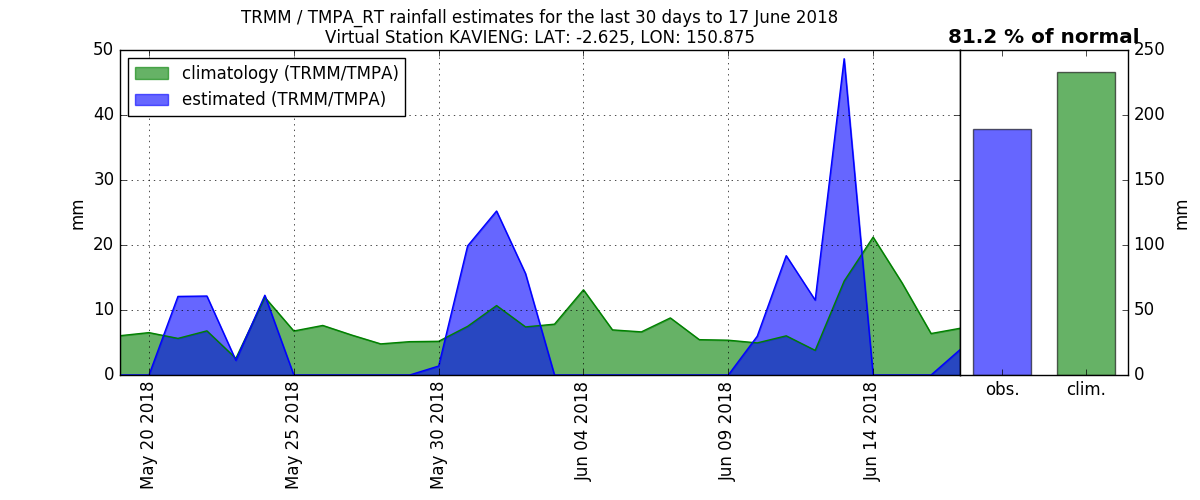 TRMM / TMPA_RT rainfall estimates for the last 30 days to 17 June 2018
Virtual Station KAVIENG: LAT: -2.625, LON: 150.875
81.2 % of normal
climatology (TRMM/TMPA)
estimated (TRMM/TMPA)
50
40
30
20
10
0
mm
May 20 2018
May 25 2018
May 30 2018
Jun 04 2018
Jun 09 2018
Jun 14 2018
obs.
clim.
250
200
150
100
50
0
mm